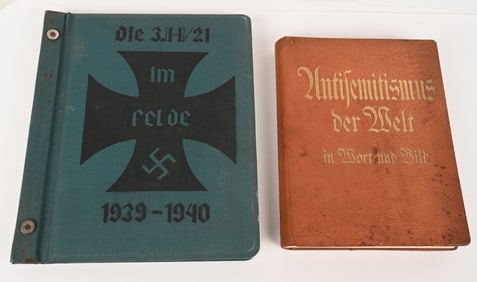 die 3./H/21
im
felde
1939-1940
Antisemitismus
der Welt
in Wort und Bild